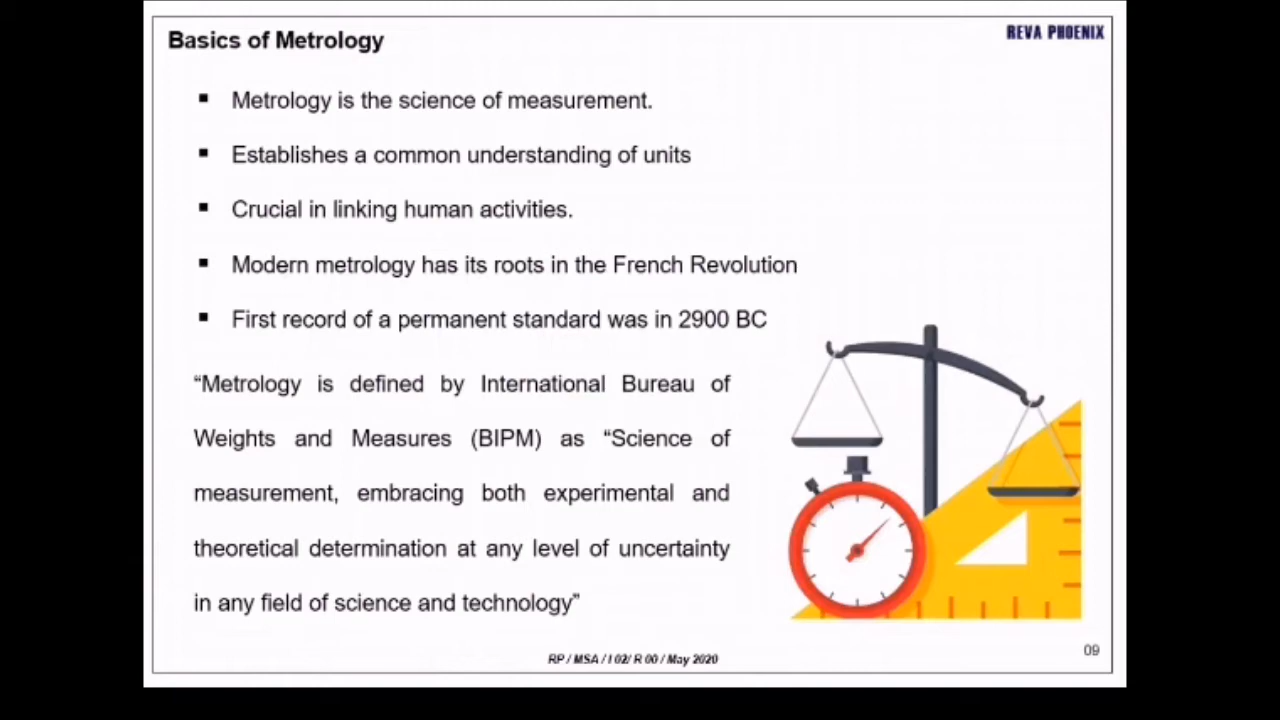 Basics of Metrology
REVA PHOENIX
▪ Metrology is the science of measurement.
▪ Establishes a common understanding of units
▪ Crucial in linking human activities.
▪ Modern metrology has its roots in the French Revolution
▪ First record of a permanent standard was in 2900 BC
“Metrology is defined by International Bureau of
Weights and Measures (BIPM) as “Science of
measurement, embracing both experimental and
theoretical determination at any level of uncertainty
in any field of science and technology”
RP / MSA / I 02/ R 00 / May 2020
09